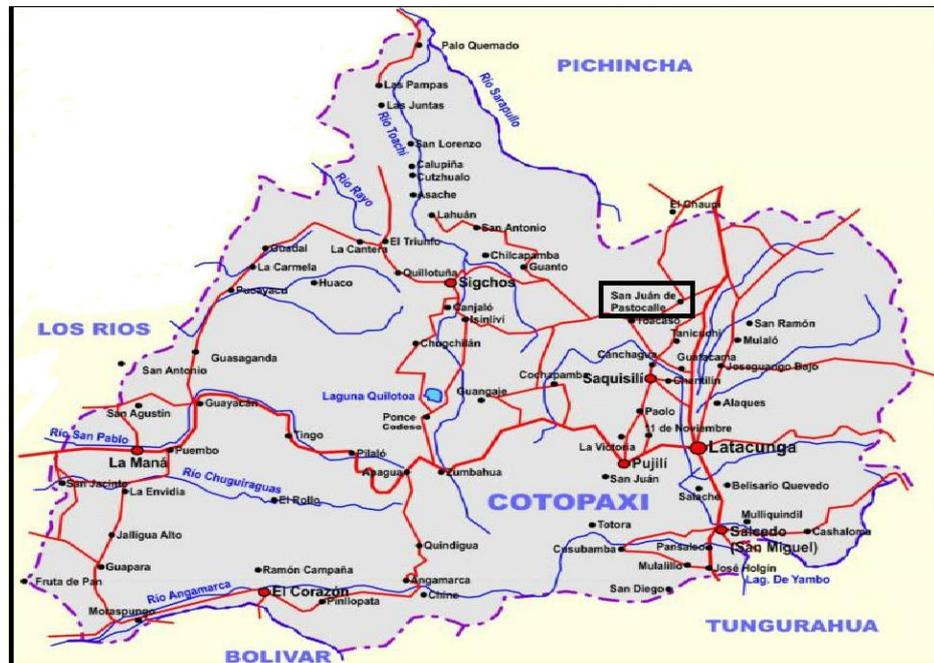 Palo Quemado
PICHINCHA
Las Pampas
Río Sarapullo
Las Juntas
Río Toachi
San Lorenzo
Calupiña
Cutzhualo
Río Rayo
Asache
El Chaupi
Lahuán
San Antonio
Guadal
La Cantera
El Triunfo
Chilcapamba
La Carmela
Guanto
Quillotuña
Huaco
Sigchos
Pucayacu
San Juán de
Pastocalle
Canjaló
Isinliví
LOS RIOS
Toacaso
San Ramón
Tanicuchi
Mulaló
Chugchilán
Guasaganda
Canchagua
Guaitacama
San Antonio
Joseguango Bajo
Cochapamba
Saquisilí
Chantilín
Laguna Quilotoa
Guangaje
Guayacán
Alaques
San Agustín
Ponce
Codeso
Paolo
11 de Noviembre
Río San Pablo
Tingo
La Victoria
Latacunga
Puembo
Pilaló
La Maná
Pujilí
Apagua
Zumbahua
Río Chuguiraguas
San Juán
San Jacinto
La Envidia
Belisario Quevedo
El Rollo
COTOPAXI
Salache
Mulliquindil
Totora
Salcedo
(San Miguel)
Cashaloma
Jalligua Alto
Quindigua
Cusubamba
Pansaleo
Guapara
Ramón Campaña
Mulalillo
José Holgin
Fruta de Pan
Angamarca
Lag. De Yambo
Río Angamarca
El Corazón
Chine
San Diego
Pinllopata
Moraspungo
TUNGURAHUA
BOLIVAR